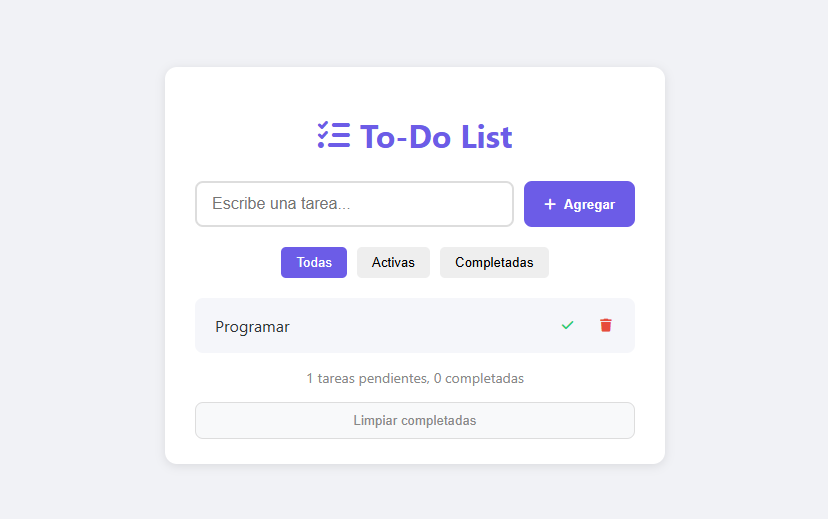 To-Do List
Escribe una tarea...
Agregar
Todas Activas Completadas
Programar
1 tareas pendientes, 0 completadas
Limpiar completadas